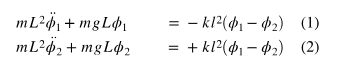 mL²ϕ̈₁ + mgLϕ₁ = − kl²(ϕ₁ − ϕ₂) (1)
mL²ϕ̈₂ + mgLϕ₂ = + kl²(ϕ₁ − ϕ₂) (2)